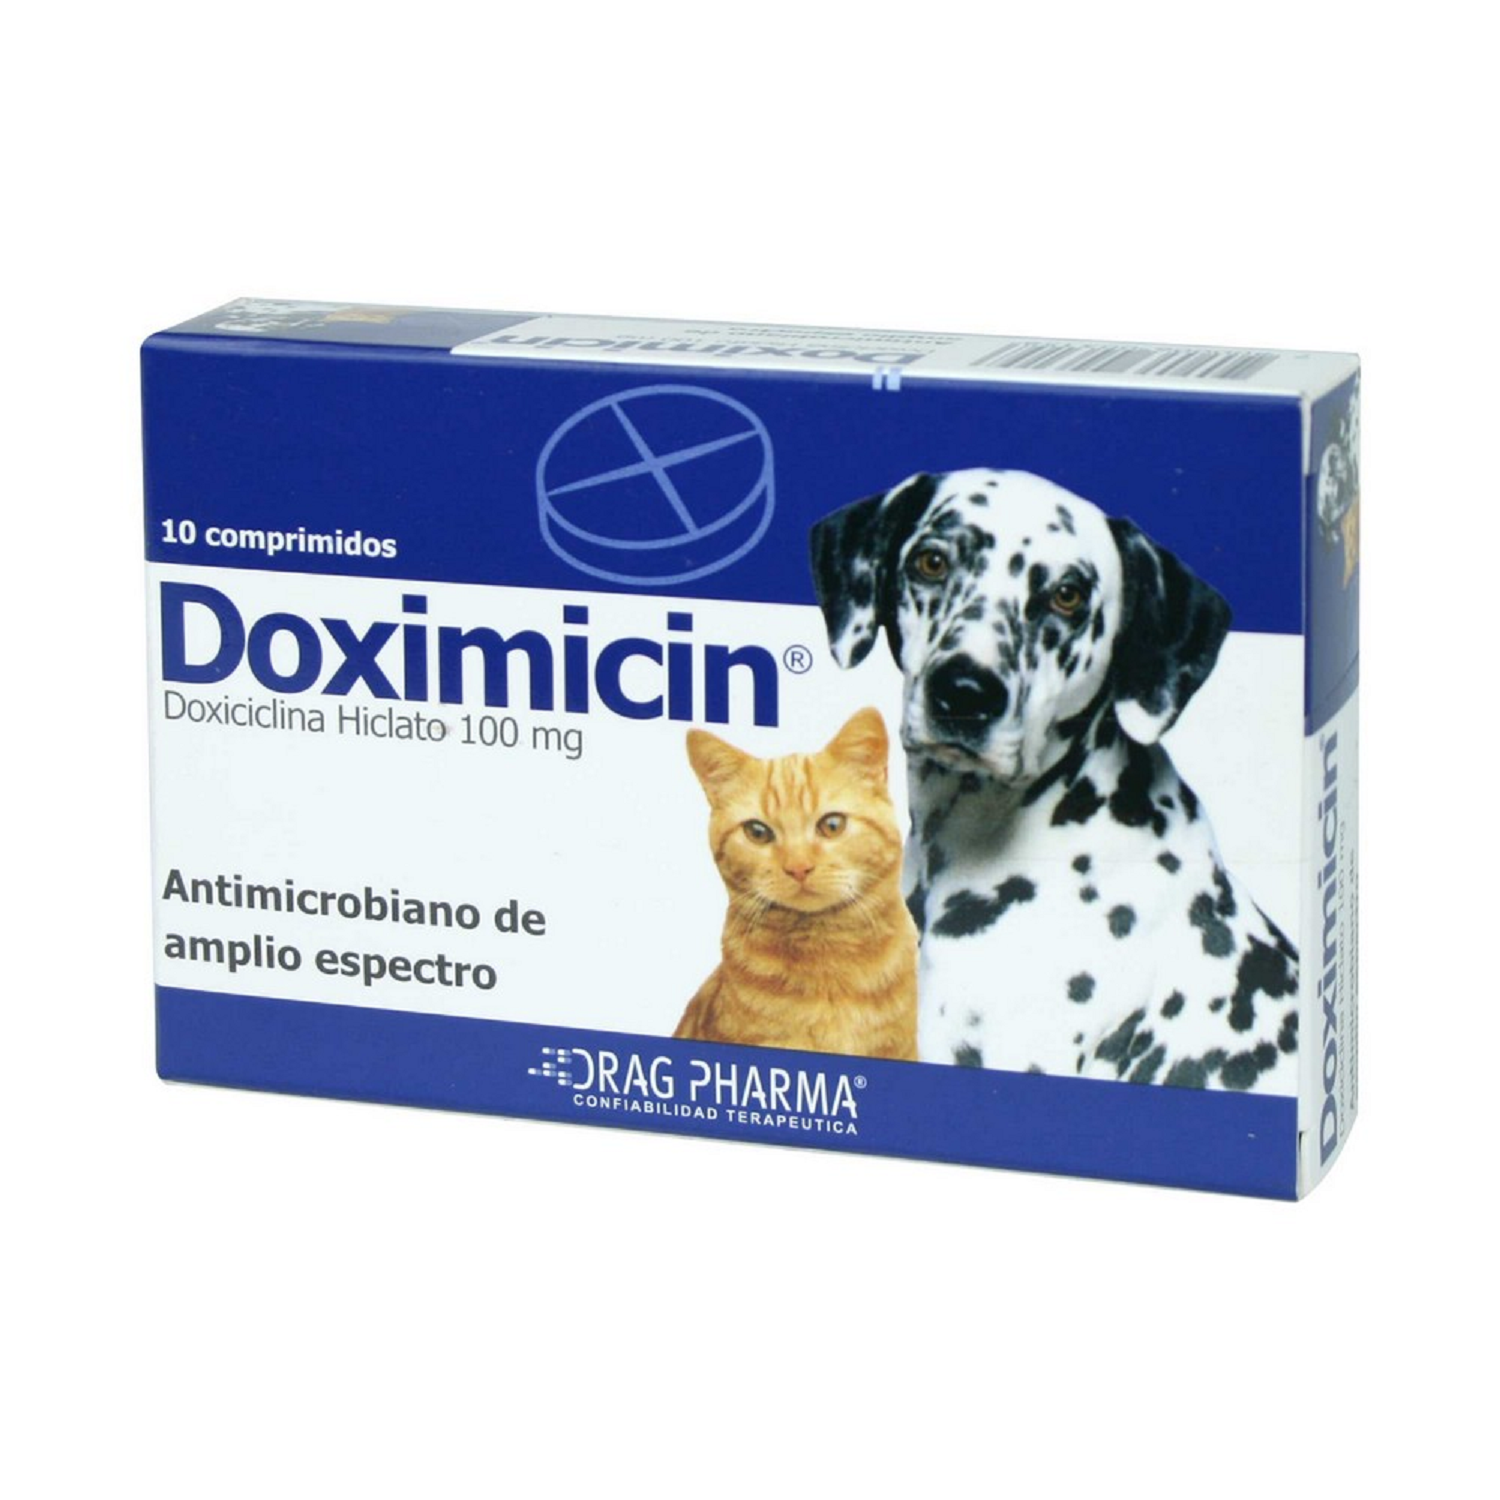 Doximicin
10 comprimidos
Doximicin®
Doxiciclina Hiclato 100 mg
Antimicrobiano de
amplio espectro
DRAG PHARMA®
CONFIABILIDAD TERAPEUTICA
Doximicin